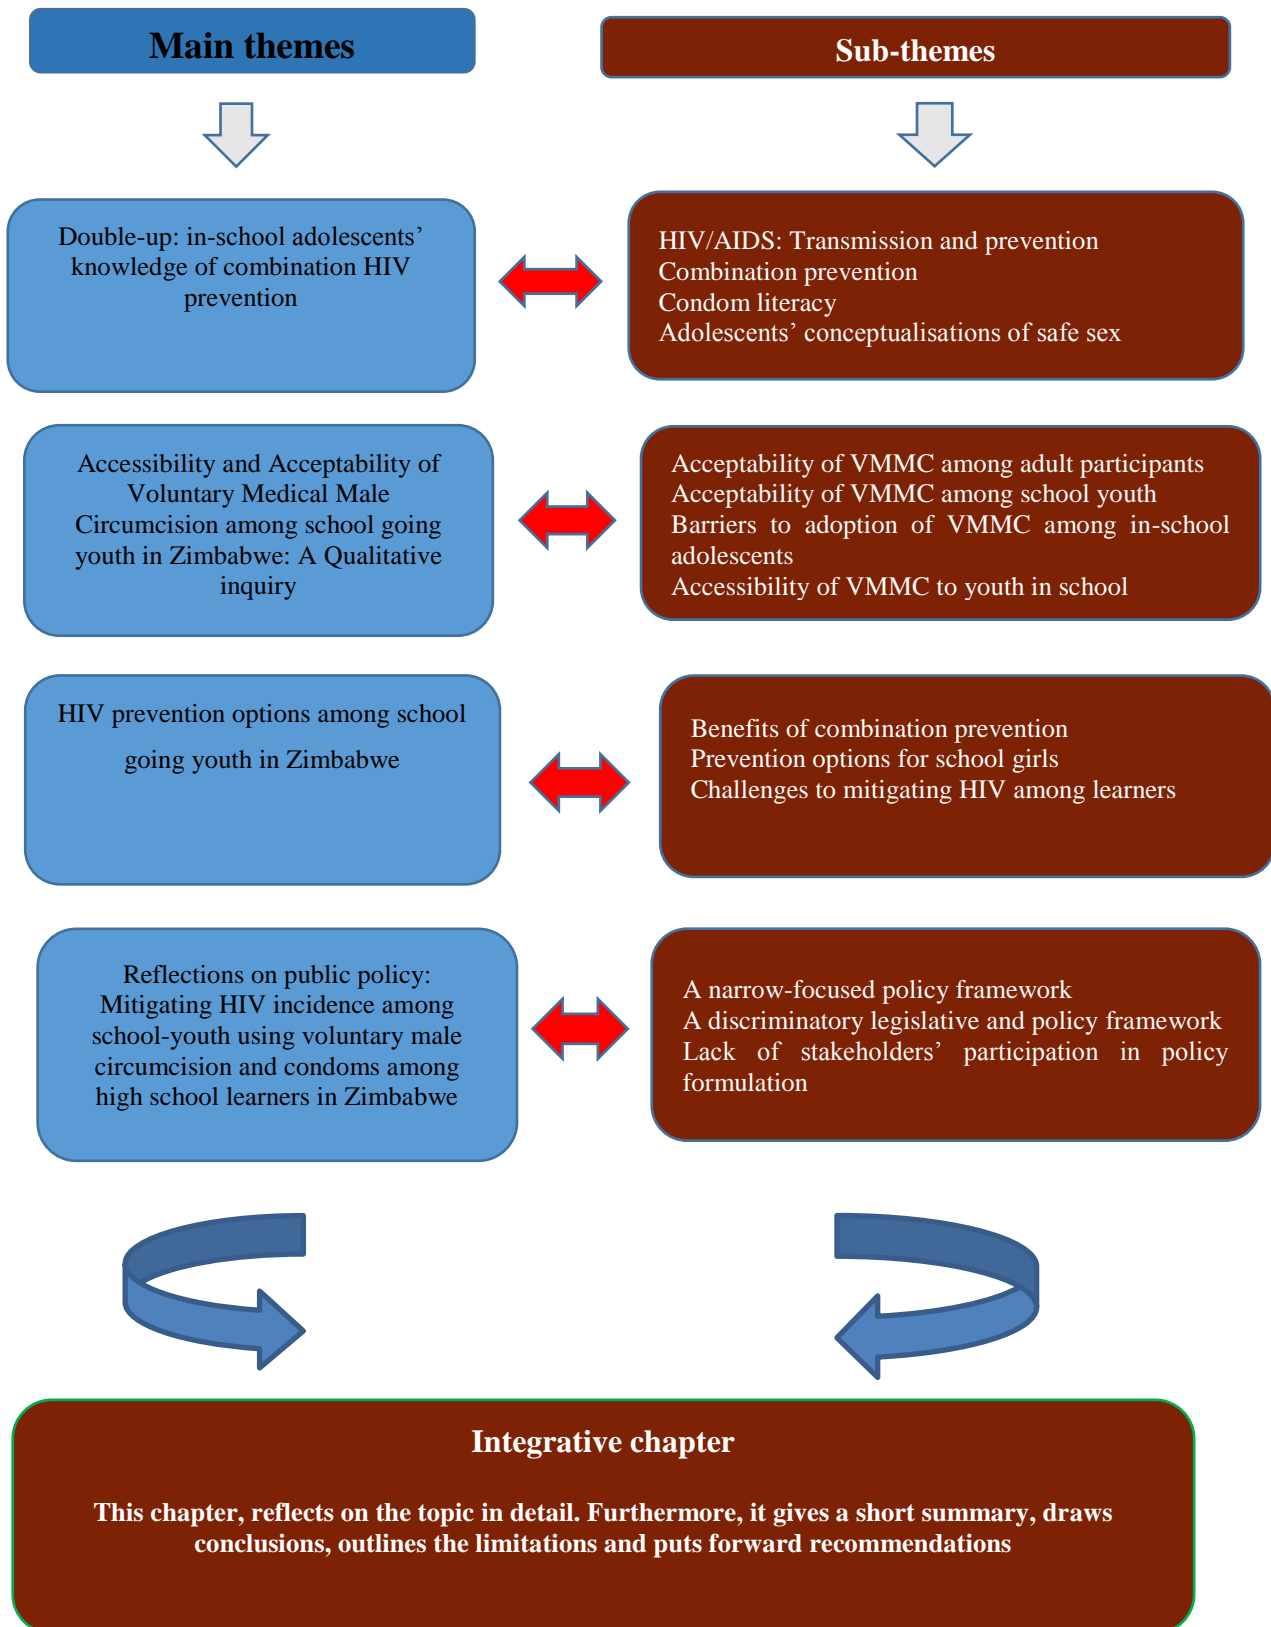 Main themes
Sub-themes
Double-up: in-school adolescents’
knowledge of combination HIV
prevention
HIV/AIDS: Transmission and prevention
Combination prevention
Condom literacy
Adolescents’ conceptualisations of safe sex
Accessibility and Acceptability of
Voluntary Medical Male
Circumcision among school going
youth in Zimbabwe: A Qualitative
inquiry
Acceptability of VMMC among adult participants
Acceptability of VMMC among school youth
Barriers to adoption of VMMC among in-school
adolescents
Accessibility of VMMC to youth in school
HIV prevention options among school
going youth in Zimbabwe
Benefits of combination prevention
Prevention options for school girls
Challenges to mitigating HIV among learners
Reflections on public policy:
Mitigating HIV incidence among
school-youth using voluntary male
circumcision and condoms among
high school learners in Zimbabwe
A narrow-focused policy framework
A discriminatory legislative and policy framework
Lack of stakeholders’ participation in policy
formulation
Integrative chapter
This chapter, reflects on the topic in detail. Furthermore, it gives a short summary, draws
conclusions, outlines the limitations and puts forward recommendations